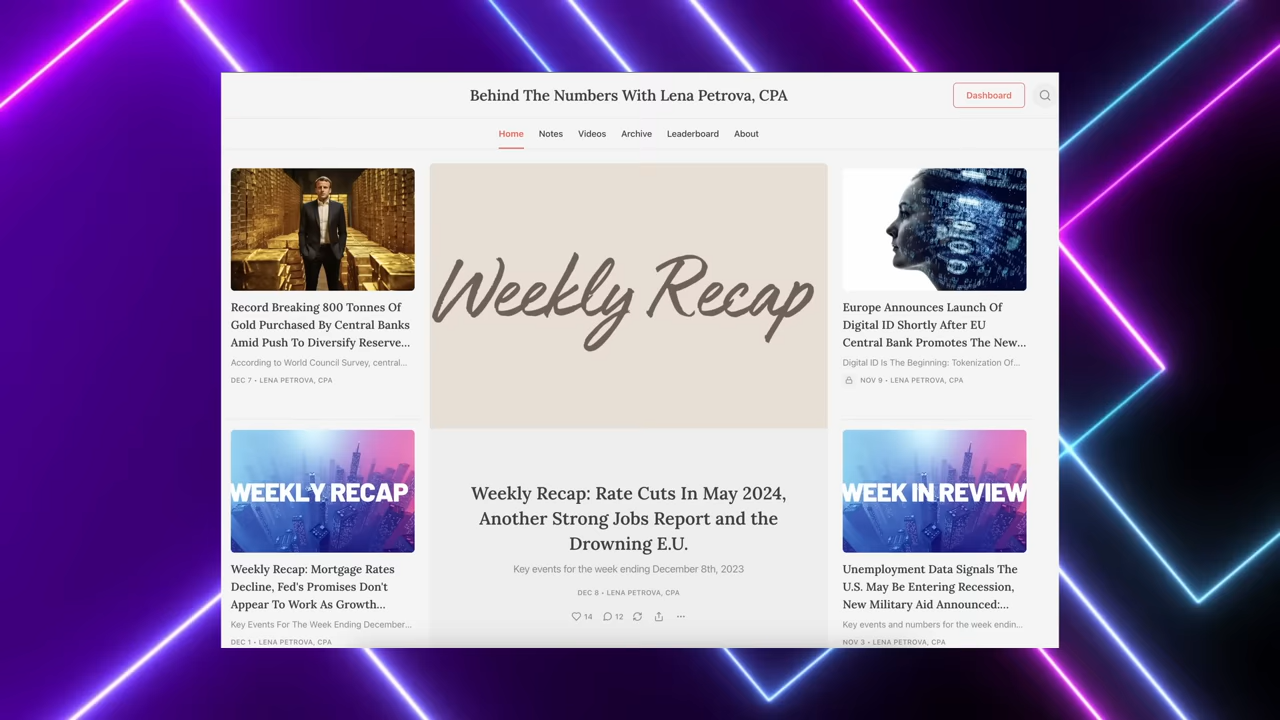 Behind The Numbers With Lena Petrova, CPA
Dashboard
Home Notes Videos Archive Leaderboard About
Record Breaking 800 Tonnes Of
Gold Purchased By Central Banks
Amid Push To Diversify Reserve...
According to World Council Survey, central...
DEC 7 • LENA PETROVA, CPA
WEEKLY RECAP
Weekly Recap: Mortgage Rates
Decline, Fed's Promises Don't
Appear To Work As Growth...
Key Events For The Week Ending December...
DEC 1 • LENA PETROVA, CPA
Weekly Recap
Weekly Recap: Rate Cuts In May 2024,
Another Strong Jobs Report and the
Drowning E.U.
Key events for the week ending December 8th, 2023
DEC 8 • LENA PETROVA, CPA
14 12
Europe Announces Launch Of
Digital ID Shortly After EU
Central Bank Promotes The New...
Digital ID Is The Beginning: Tokenization Of...
NOV 9 • LENA PETROVA, CPA
WEEK IN REVIEW
Unemployment Data Signals The
U.S. May Be Entering Recession,
New Military Aid Announced:...
Key events and numbers for the week endin...
NOV 3 • LENA PETROVA, CPA